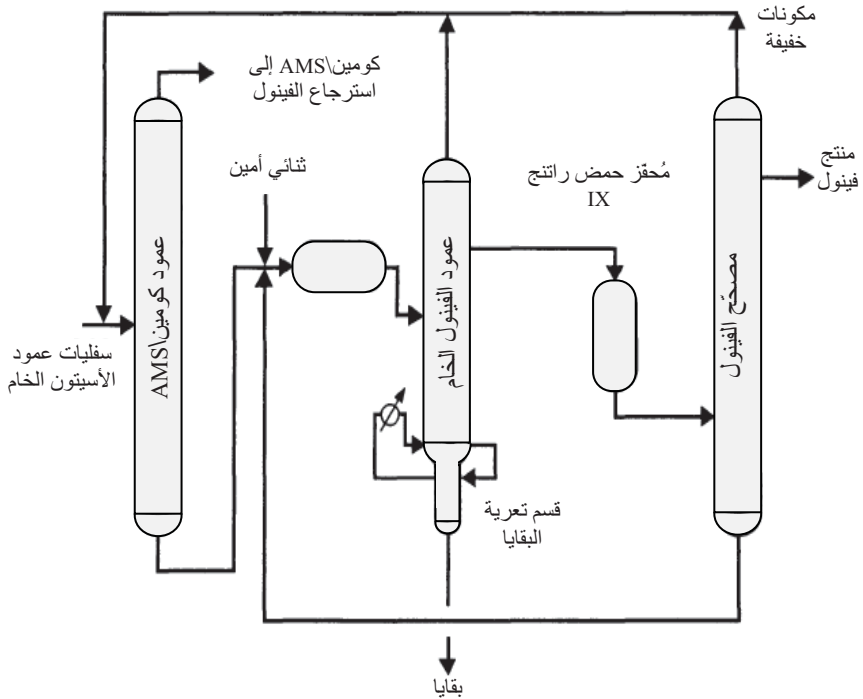 مكونات
خفيفة
كومين\AMS إلى
استرجاع الفينول
منتج
فينول
مُحفّز حمض راتنج
IX
ثنائي أمين
عمود كومين\AMS
عمود الفينول الخام
مصحّح الفينول
سفليات عمود
الأسيتون الخام
قسم تعرية
البقايا
بقايا